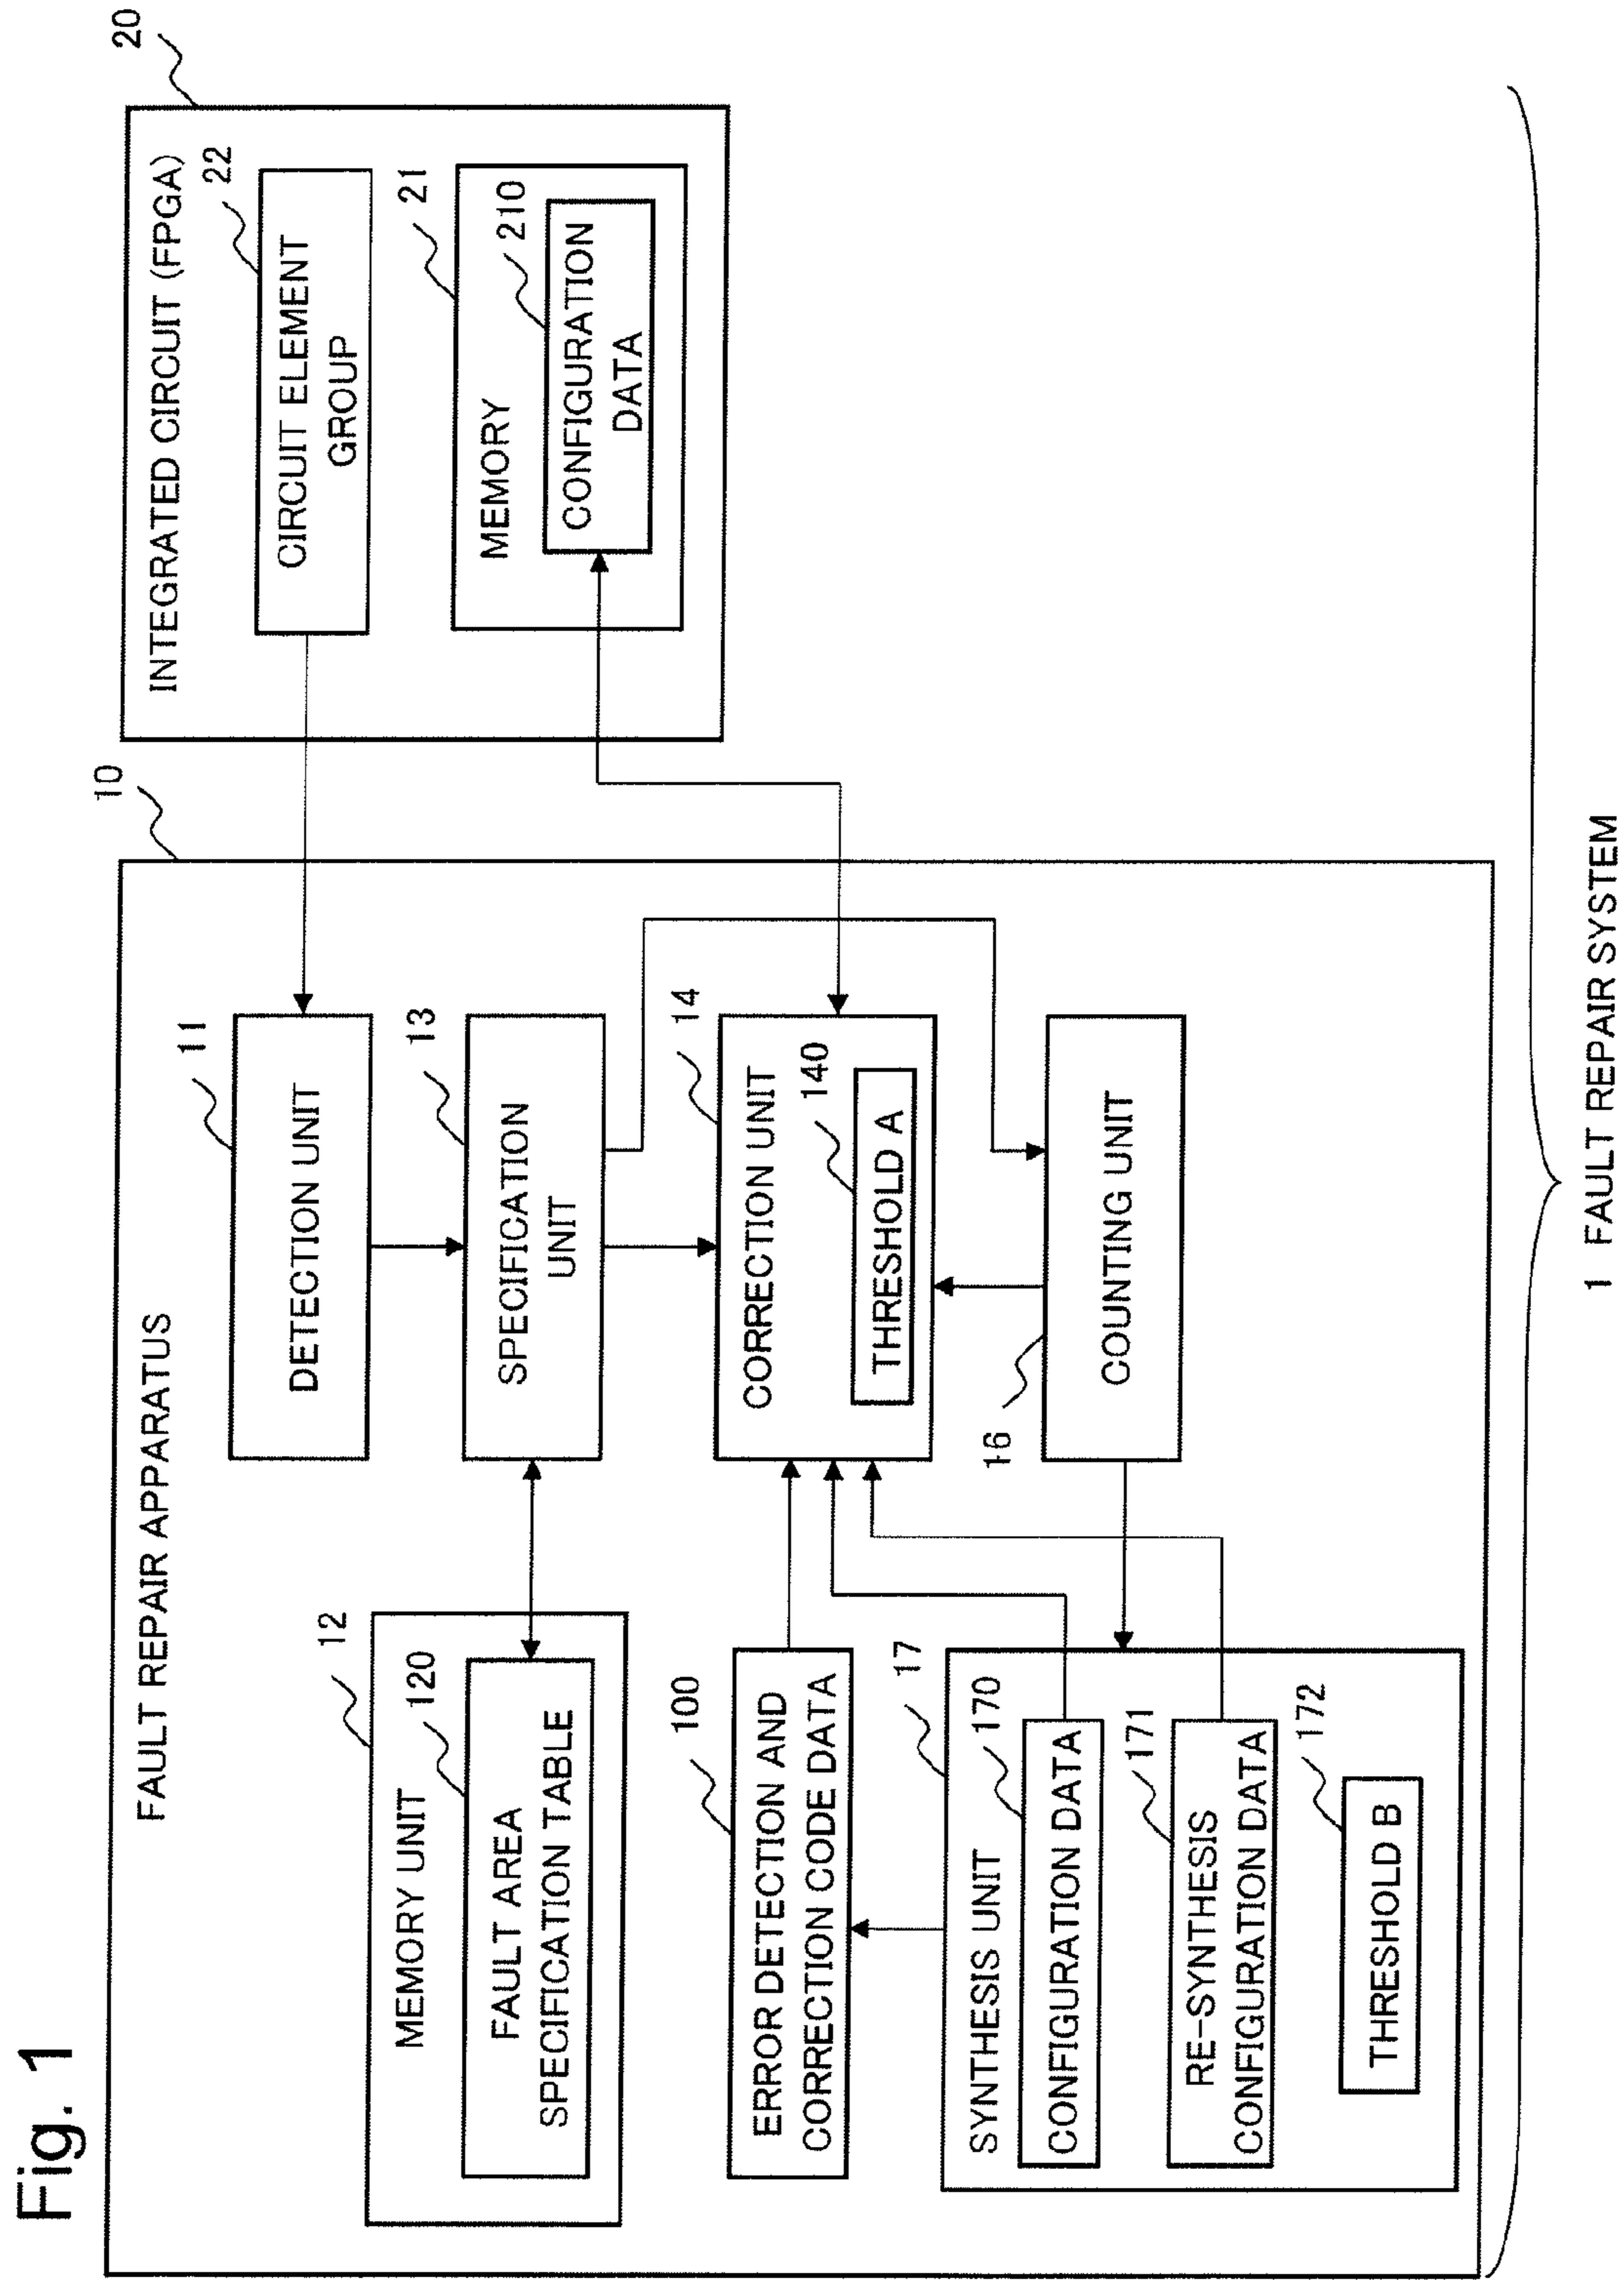 Fig. 1
FAULT REPAIR APPARATUS
10
MEMORY UNIT
12
120
FAULT AREA
SPECIFICATION TABLE
DETECTION UNIT
11
SPECIFICATION
UNIT
13
ERROR DETECTION AND
CORRECTION CODE DATA
100
CORRECTION UNIT
14
140
THRESHOLD A
SYNTHESIS UNIT
17
CONFIGURATION DATA
170
RE-SYNTHESIS
CONFIGURATION DATA
171
THRESHOLD B
172
16
COUNTING UNIT
INTEGRATED CIRCUIT (FPGA)
20
CIRCUIT ELEMENT
GROUP
22
MEMORY
21
210
CONFIGURATION
DATA
1 FAULT REPAIR SYSTEM